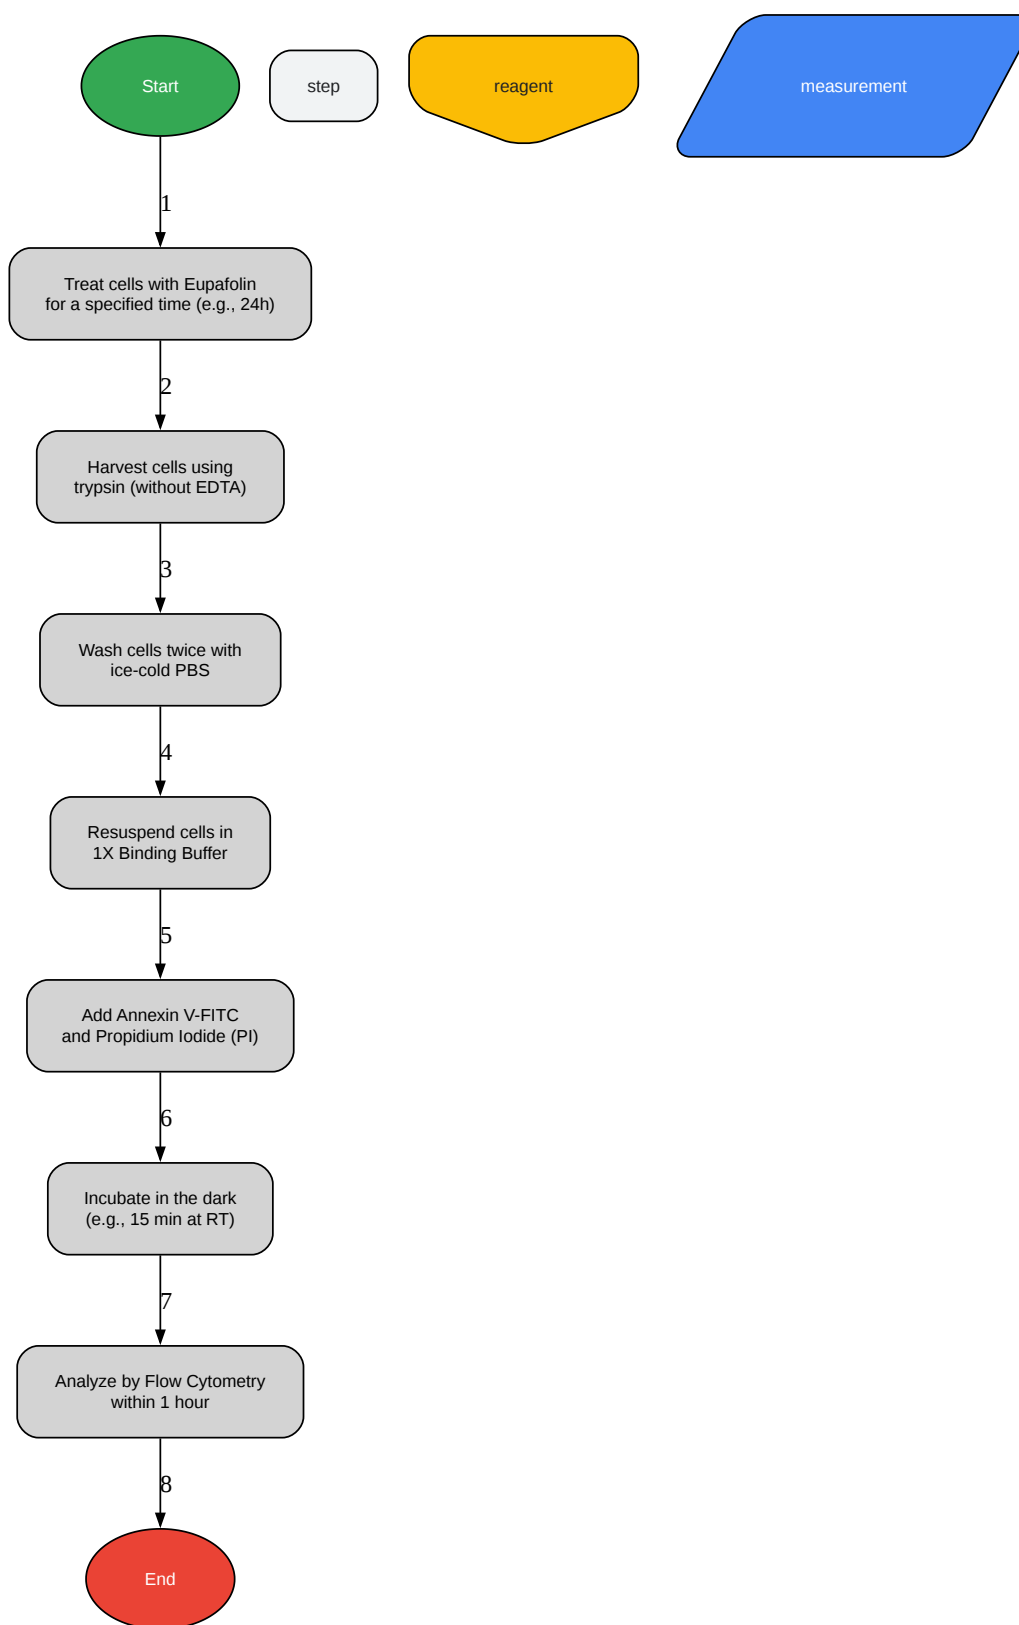 Start
step
reagent
measurement
1
Treat cells with Eupafolin
for a specified time (e.g., 24h)
2
Harvest cells using
trypsin (without EDTA)
3
Wash cells twice with
ice-cold PBS
4
Resuspend cells in
1X Binding Buffer
5
Add Annexin V-FITC
and Propidium Iodide (PI)
6
Incubate in the dark
(e.g., 15 min at RT)
7
Analyze by Flow Cytometry
within 1 hour
8
End